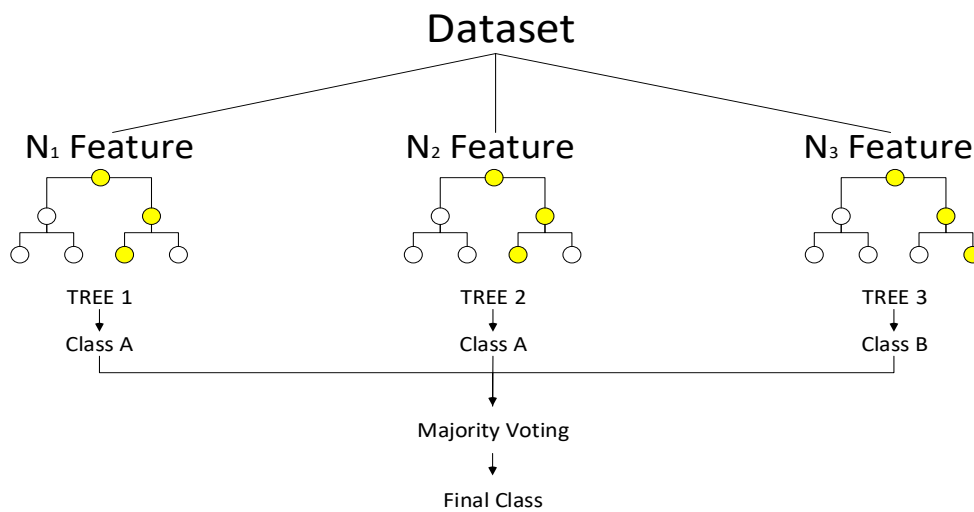 Dataset
N₁ Feature N₂ Feature N₃ Feature
TREE 1 TREE 2 TREE 3
Class A Class A Class B
Majority Voting
Final Class